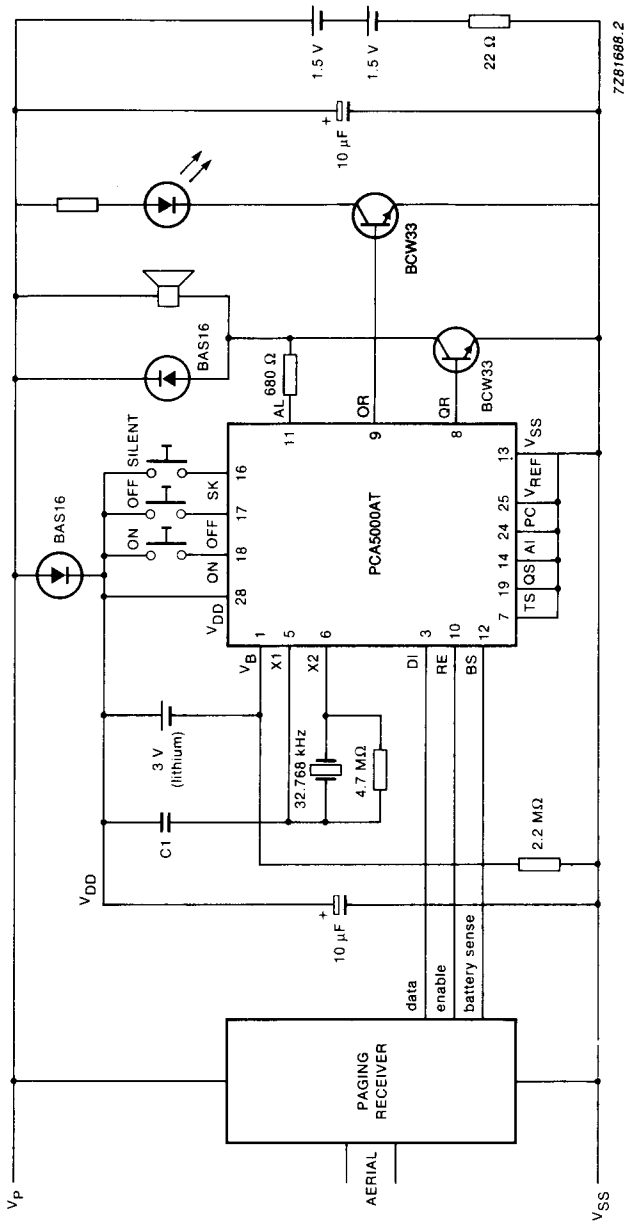 VP
BAS16
VDD
C1
3 V
(lithium)
10 µF
+
32.768 kHz
4.7 MΩ
2.2 MΩ
PAGING
RECEIVER
AERIAL
data
enable
battery sense
VSS
ON
OFF
SILENT
VDD
ON
OFF
SK
28
18
17
16
VB
1
X1
5
X2
6
DI
3
RE
10
BS
12
PCA5000AT
11
AL
9
OR
8
QR
7
19
14
24
25
13
TS
QS
AI
PC
VREF
VSS
680 Ω
BAS16
BCW33
BCW33
10 µF
+
1.5 V
1.5 V
22 Ω
7Z81688.2